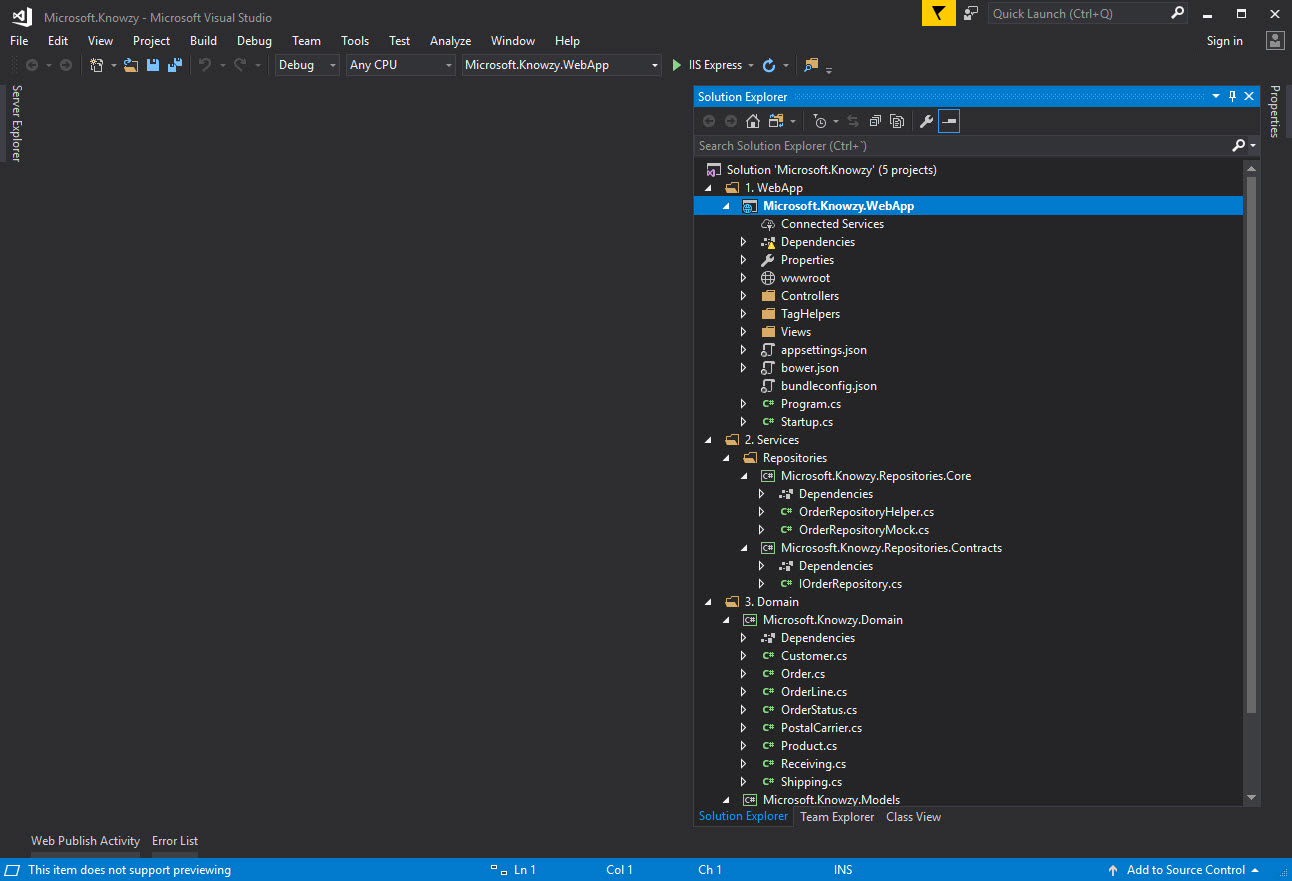 Microsoft.Knowzy - Microsoft Visual Studio
Quick Launch (Ctrl+Q)
File Edit View Project Build Debug Team Tools Test Analyze Window Help
Sign in
Debug Any CPU Microsoft.Knowzy.WebApp IIS Express
Server Explorer
Properties
Solution Explorer
Search Solution Explorer (Ctrl+¨)
Solution 'Microsoft.Knowzy' (5 projects)
1. WebApp
Microsoft.Knowzy.WebApp
Connected Services
Dependencies
Properties
wwwroot
Controllers
TagHelpers
Views
appsettings.json
bower.json
bundleconfig.json
C# Program.cs
C# Startup.cs
2. Services
Repositories
C# Microsoft.Knowzy.Repositories.Core
Dependencies
C# OrderRepositoryHelper.cs
C# OrderRepositoryMock.cs
C# Micrososft.Knowzy.Repositories.Contracts
Dependencies
C# IOrderRepository.cs
3. Domain
C# Microsoft.Knowzy.Domain
Dependencies
C# Customer.cs
C# Order.cs
C# OrderLine.cs
C# OrderStatus.cs
C# PostalCarrier.cs
C# Product.cs
C# Receiving.cs
C# Shipping.cs
C# Microsoft.Knowzy.Models
Solution Explorer Team Explorer Class View
Web Publish Activity Error List
This item does not support previewing Ln 1 Col 1 Ch 1 INS Add to Source Control